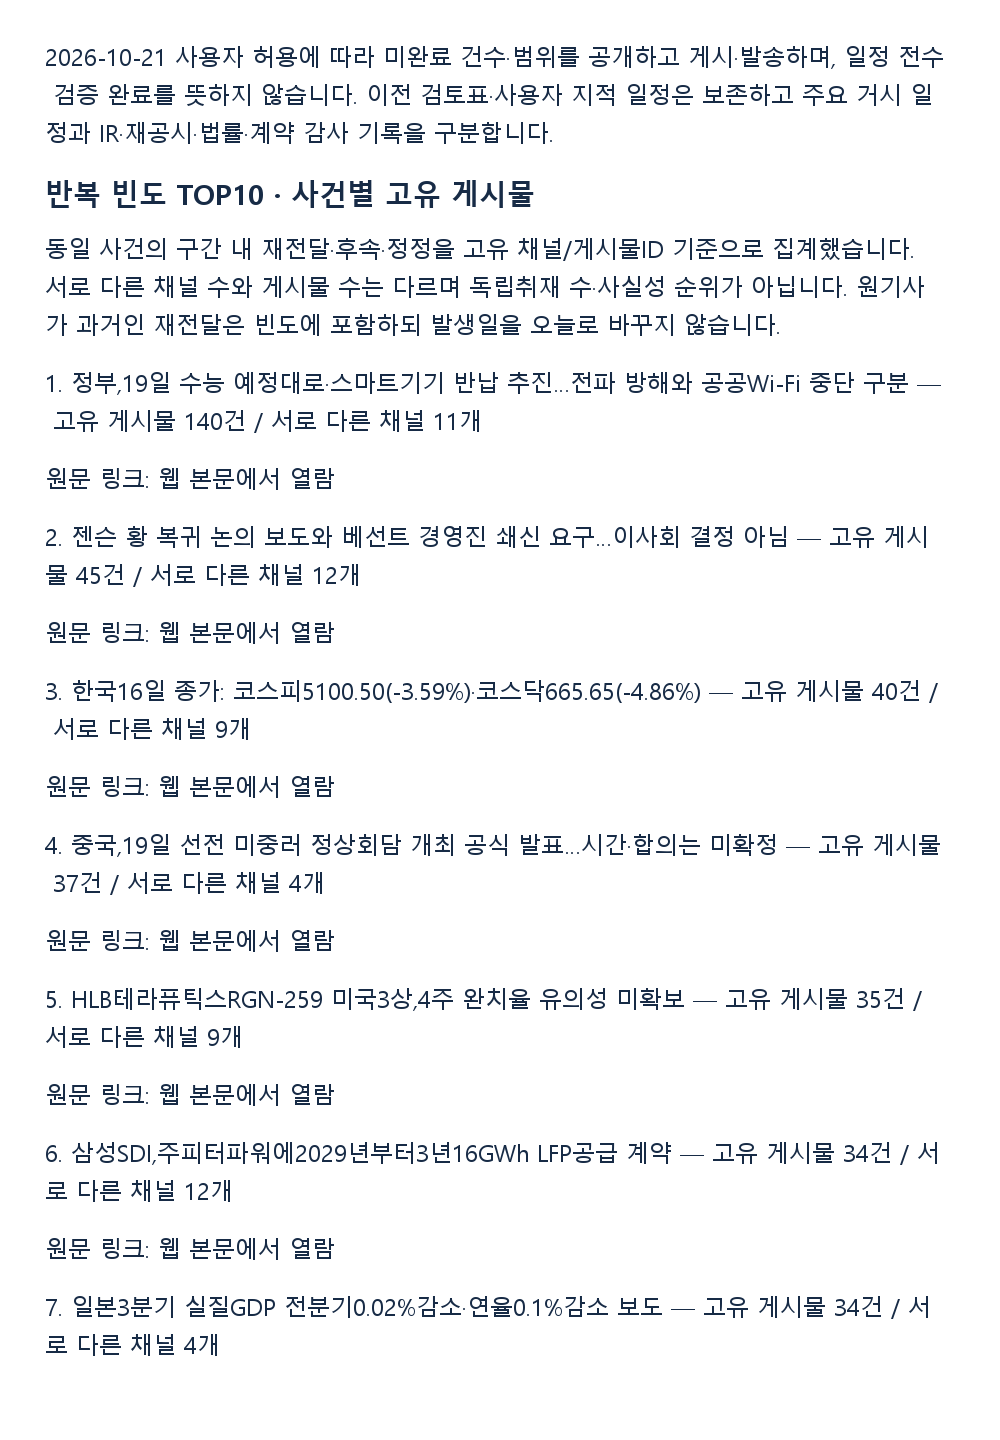 2026-10-21 사용자 허용에 따라 미완료 건수·범위를 공개하고 게시·발송하며, 일정 전수
검증 완료를 뜻하지 않습니다. 이전 검토표·사용자 지적 일정은 보존하고 주요 거시 일
정과 IR·재공시·법률·계약 감사 기록을 구분합니다.
반복 빈도 TOP10 · 사건별 고유 게시물
동일 사건의 구간 내 재전달·후속·정정을 고유 채널/게시물ID 기준으로 집계했습니다.
서로 다른 채널 수와 게시물 수는 다르며 독립취재 수·사실성 순위가 아닙니다. 원기사
가 과거인 재전달은 빈도에 포함하되 발생일을 오늘로 바꾸지 않습니다.
1. 정부,19일 수능 예정대로·스마트기기 반납 추진…전파 방해와 공공Wi-Fi 중단 구분 —
고유 게시물 140건 / 서로 다른 채널 11개
원문 링크: 웹 본문에서 열람
2. 젠슨 황 복귀 논의 보도와 베선트 경영진 쇄신 요구…이사회 결정 아님 — 고유 게시
물 45건 / 서로 다른 채널 12개
원문 링크: 웹 본문에서 열람
3. 한국16일 종가: 코스피5100.50(-3.59%)·코스닥665.65(-4.86%) — 고유 게시물 40건 /
서로 다른 채널 9개
원문 링크: 웹 본문에서 열람
4. 중국,19일 선전 미중러 정상회담 개최 공식 발표…시간·합의는 미확정 — 고유 게시물
37건 / 서로 다른 채널 4개
원문 링크: 웹 본문에서 열람
5. HLB테라퓨틱스RGN-259 미국3상,4주 완치율 유의성 미확보 — 고유 게시물 35건 /
서로 다른 채널 9개
원문 링크: 웹 본문에서 열람
6. 삼성SDI,주피터파워에2029년부터3년16GWh LFP공급 계약 — 고유 게시물 34건 / 서
로 다른 채널 12개
원문 링크: 웹 본문에서 열람
7. 일본3분기 실질GDP 전분기0.02%감소·연율0.1%감소 보도 — 고유 게시물 34건 / 서
로 다른 채널 4개